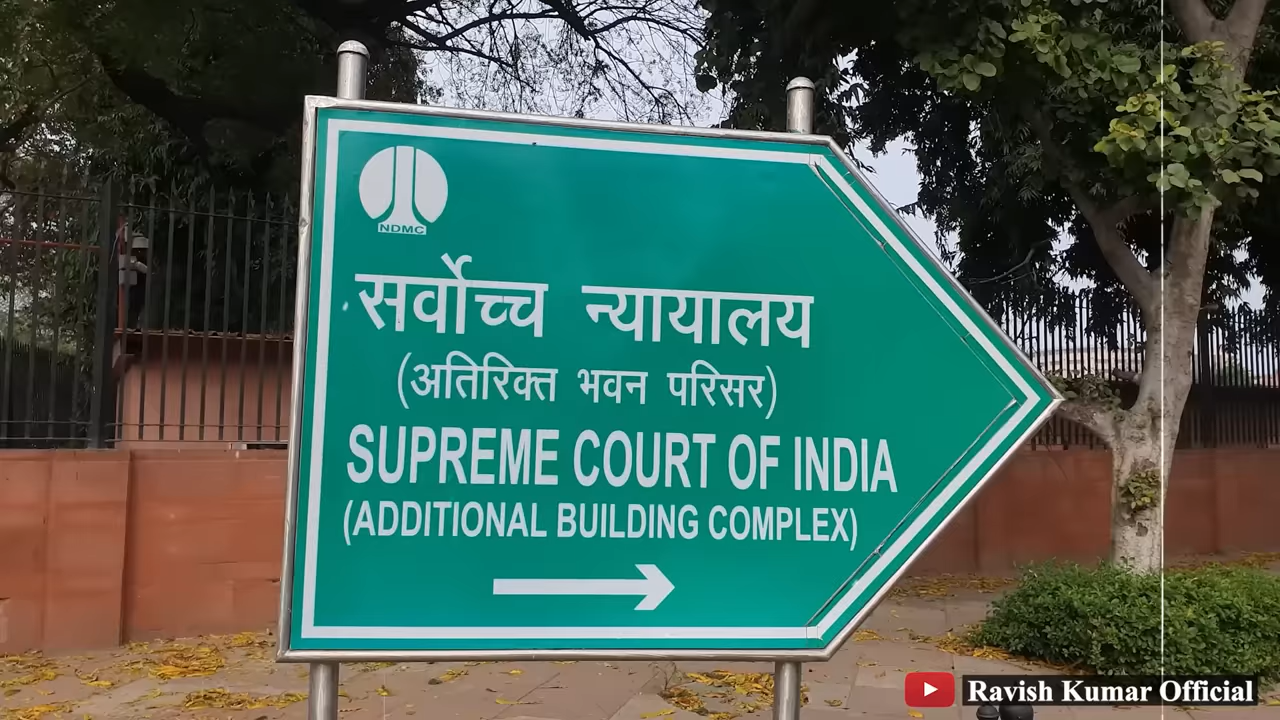 NDMC
सर्वोच्च न्यायालय
(अतिरिक्त भवन परिसर)
SUPREME COURT OF INDIA
(ADDITIONAL BUILDING COMPLEX)
Ravish Kumar Official